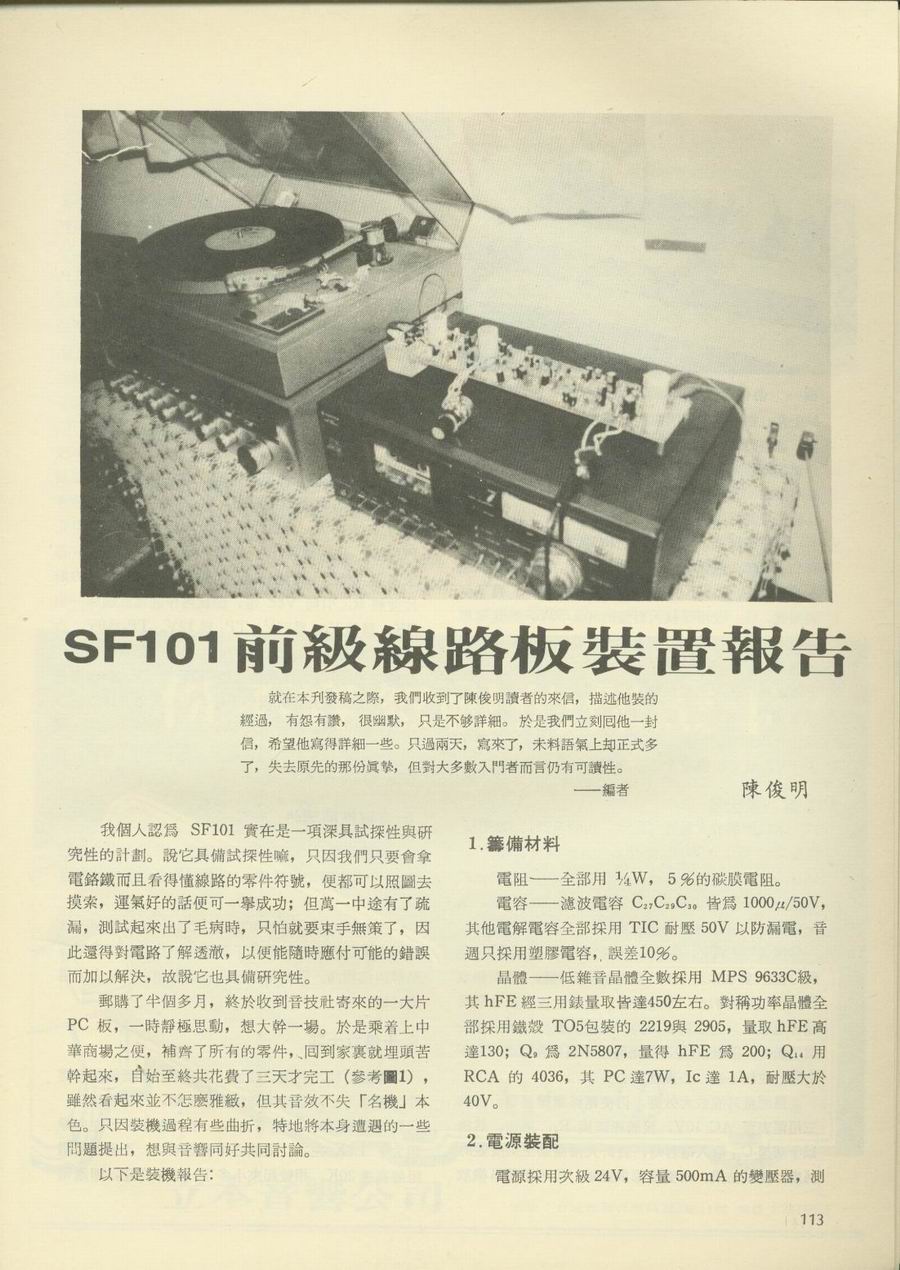 SF101前級線路板裝置報告
就在本刊發稿之際，我們收到了陳俊明讀者的來信，描述他裝的
經過，有怨有讚，很幽默，只是不够詳細。於是我們立刻囘他一封
信，希望他寫得詳細一些。只過兩天，寫來了，未料語氣上却正式多
了，失去原先的那份眞摯，但對大多數入門者而言仍有可讀性。
——編者
陳俊明
我個人認爲 SF101 實在是一項深具試探性與研
究性的計劃。說它具備試探性嘛，只因我們只要會拿
電鉻鐵而且看得懂線路的零件符號，便都可以照圖去
摸索，運氣好的話便可一擧成功；但萬一中途有了疏
漏，測試起來出了毛病時，只怕就要束手無策了，因
此還得對電路了解透澈，以便能隨時應付可能的錯誤
而加以解決，故說它也具備研究性。
郵購了半個多月，終於收到音技社寄來的一大片
PC 板，一時靜極思動，想大幹一場。於是乘着上中
華商場之便，補齊了所有的零件，囘到家裏就埋頭苦
幹起來，自始至終共花費了三天才完工（參考圖1），
雖然看起來並不怎麽雅緻，但其音效不失「名機」本
色。只因裝機過程有些曲折，特地將本身遭遇的一些
問題提出，想與音響同好共同討論。
以下是裝機報告：
1.籌備材料
電阻——全部用 ¼W，5％的碳膜電阻。
電容——濾波電容 C₂₇C₂₉C₃₀ 皆爲 1000μ/50V，
其他電解電容全部採用 TIC 耐壓 50V 以防漏電，音
週只採用塑膠電容，誤差10％。
晶體——低雜音晶體全數採用 MPS 9633C級，
其 hFE 經三用錶量取皆達450左右。對稱功率晶體全
部採用鐵殼 TO5包裝的 2219與 2905，量取 hFE 高
達130；Q₉ 爲 2N5807，量得 hFE 爲 200；Q₁₄ 用
RCA 的 4036，其 PC 達7W，Ic 達 1A，耐壓大於
40V。
2.電源裝配
電源採用次級 24V，容量 500mA 的變壓器，測
113